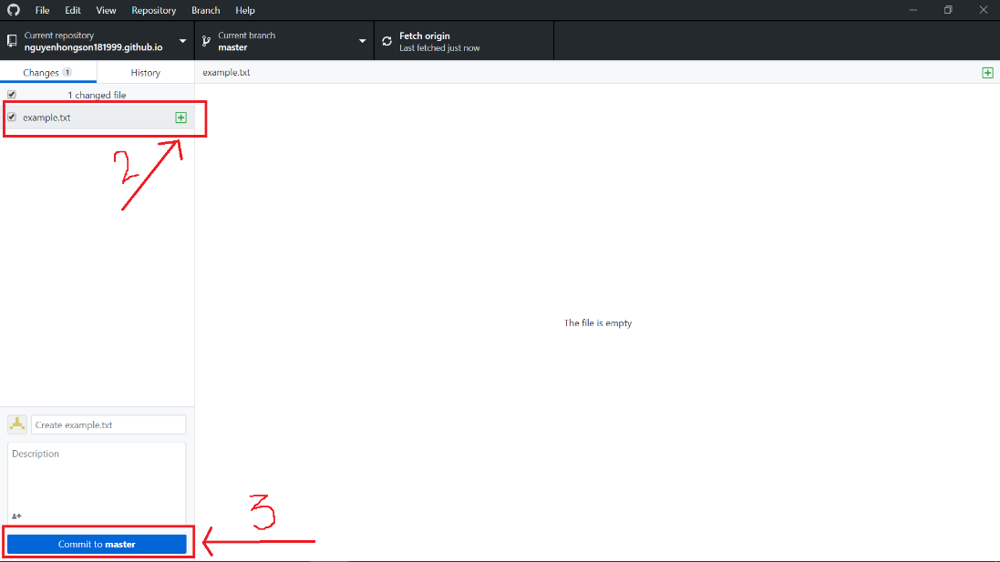 File Edit View Repository Branch Help
Current repository
nguyenhongson181999.github.io
Current branch
master
Fetch origin
Last fetched just now
Changes 1 History
example.txt
1 changed file
example.txt
2
The file is empty
Create example.txt
Description
3
Commit to master